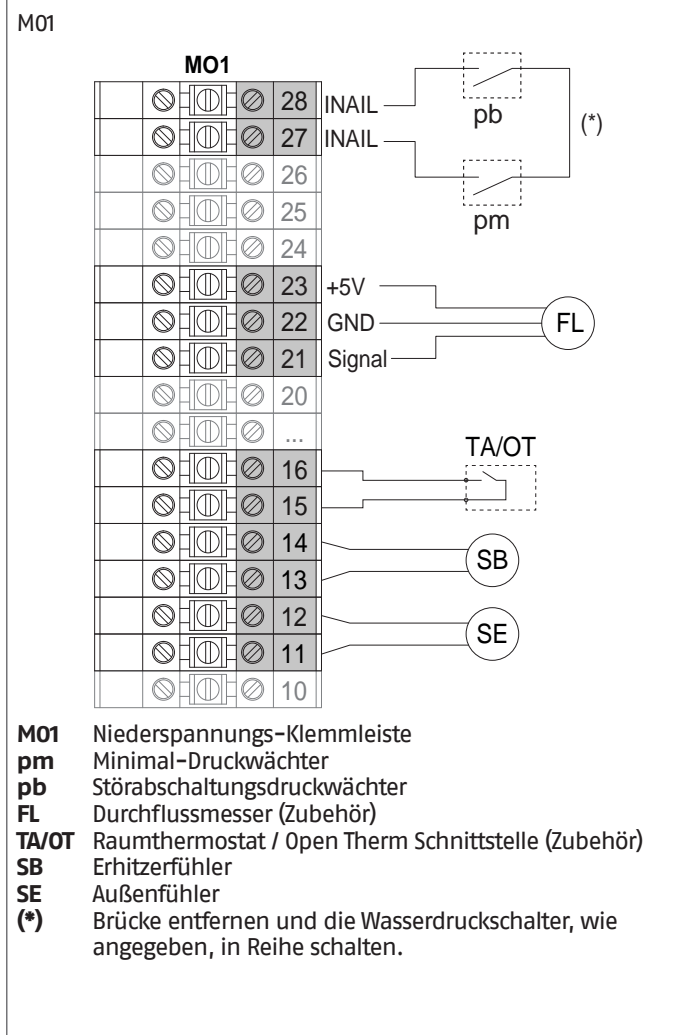 M01
MO1
28 INAIL
pb
(*)
27 INAIL
26
pm
25
24
23 +5V
22 GND
FL
21 Signal
20
...
TA/OT
16
15
14
SB
13
12
SE
11
10
M01 Niederspannungs-Klemmleiste
pm Minimal-Druckwächter
pb Störabschaltungsdruckwächter
FL Durchflussmesser (Zubehör)
TA/OT Raumthermostat / Open Therm Schnittstelle (Zubehör)
SB Erhitzerfühler
SE Außenfühler
(*) Brücke entfernen und die Wasserdruckschalter, wie
angegeben, in Reihe schalten.